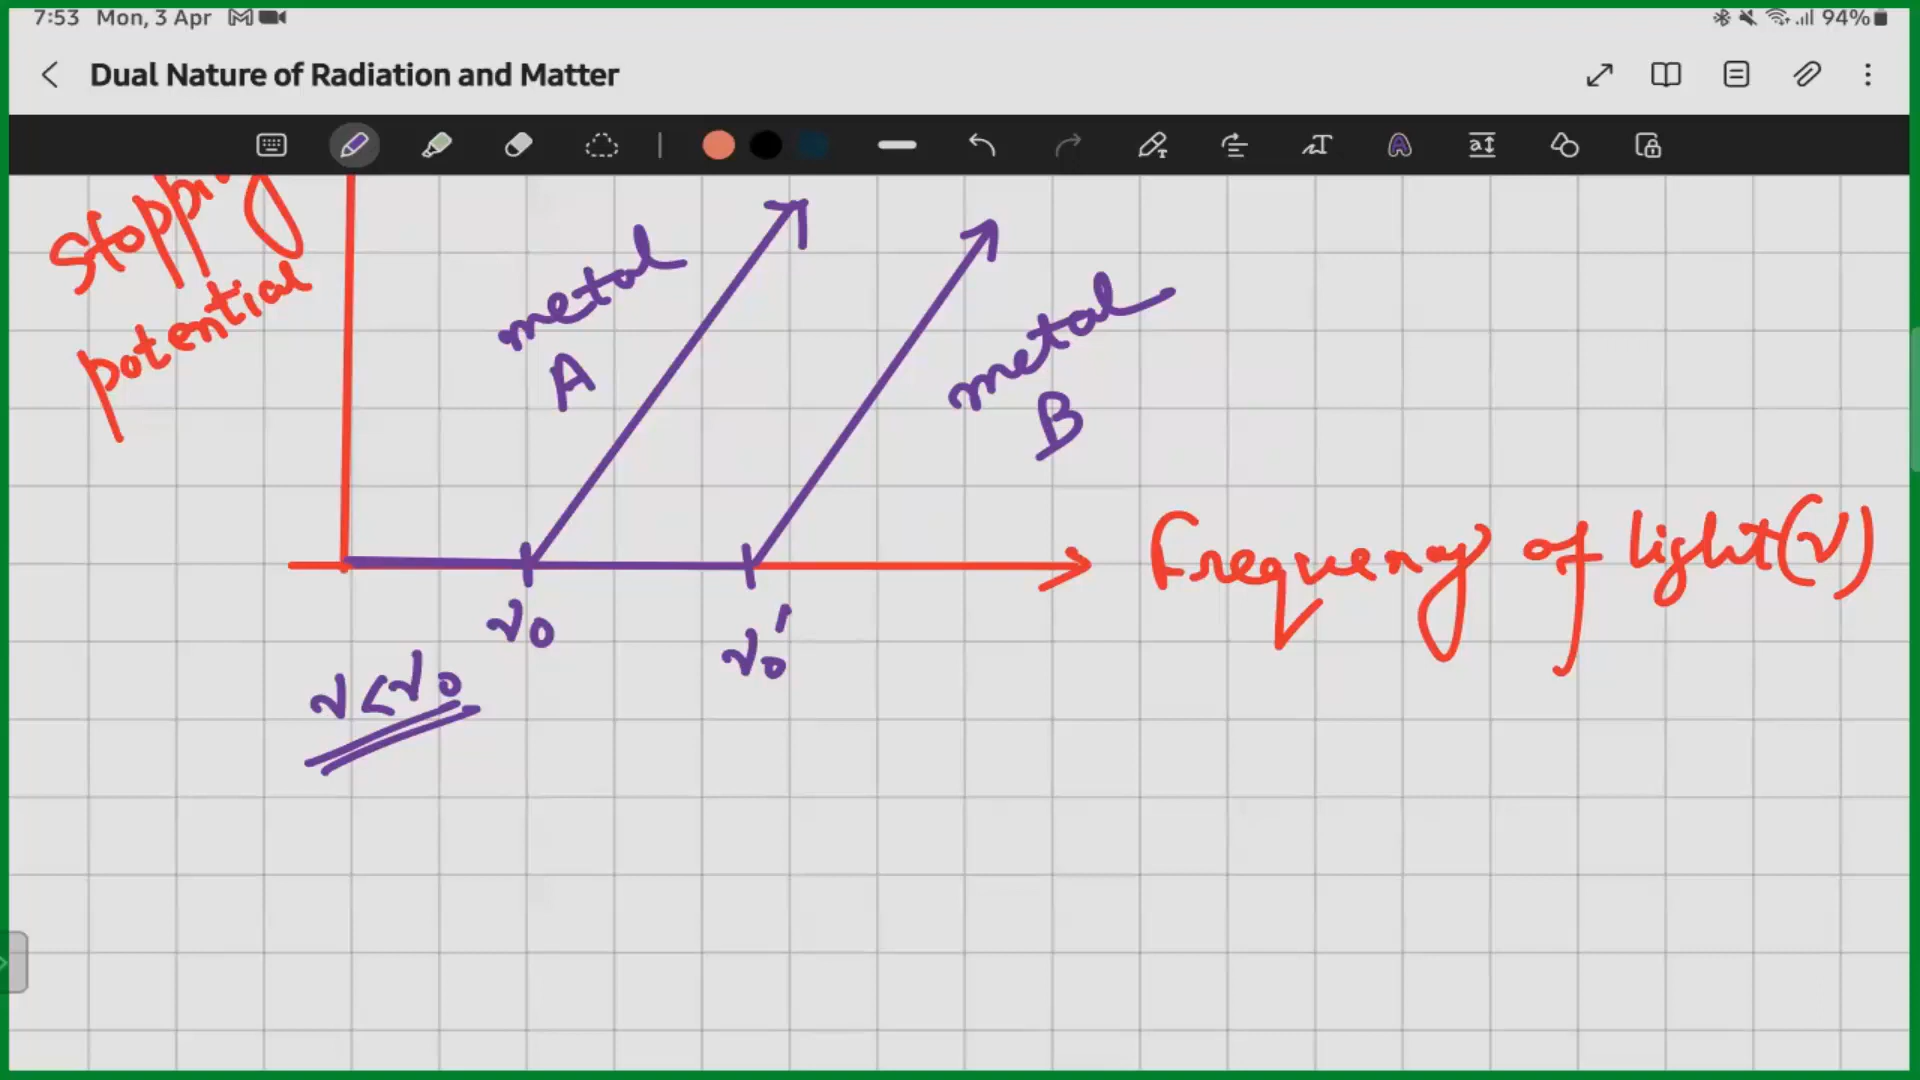 7:53 Mon, 3 Apr
94%
Dual Nature of Radiation and Matter
Stopping
potential
metal
A
metal
B
Frequency of light (ν)
ν₀
ν₀'
ν < ν₀